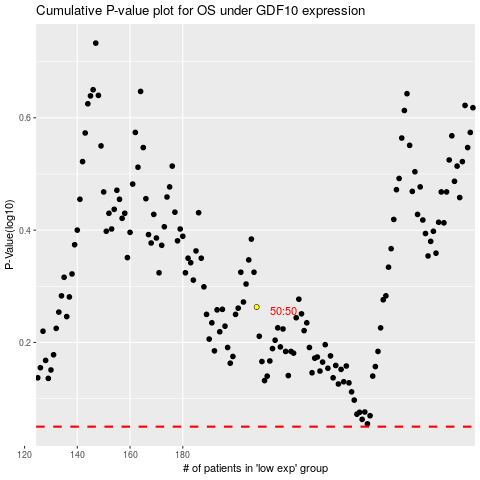 Cumulative P-value plot for OS under GDF10 expression
P-Value(log10)
0.6
0.4
0.2
50:50
120 140 160 180
# of patients in 'low exp' group